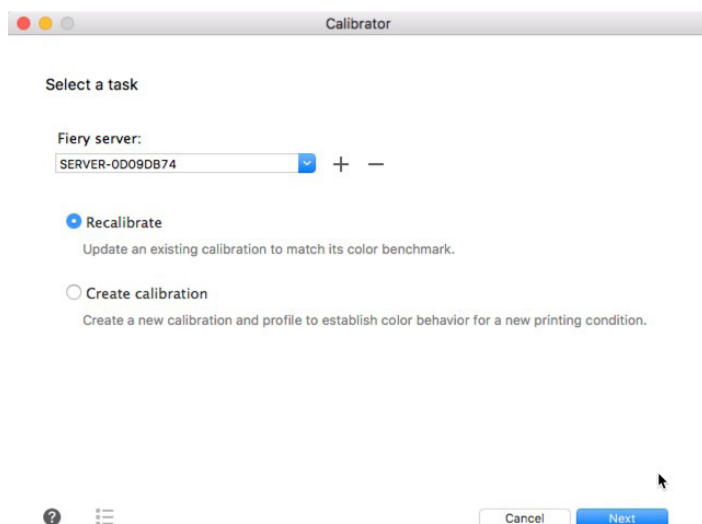 Calibrator
Select a task
Fiery server:
SERVER-0D09DB74
Recalibrate
Update an existing calibration to match its color benchmark.
Create calibration
Create a new calibration and profile to establish color behavior for a new printing condition.
Cancel
Next